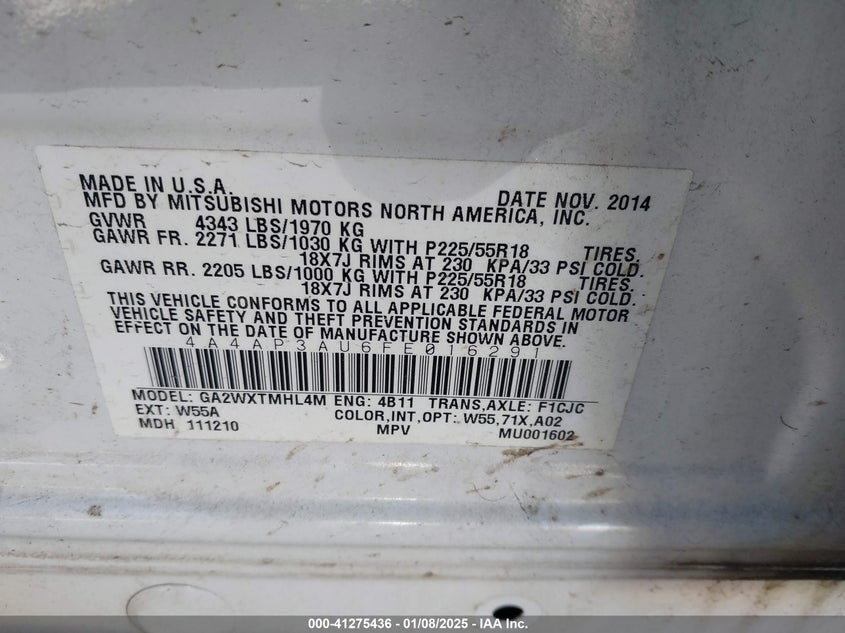 MADE IN U.S.A. DATE NOV. 2014
MFD BY MITSUBISHI MOTORS NORTH AMERICA, INC.
GVWR 4343 LBS/1970 KG
GAWR FR. 2271 LBS/1030 KG WITH P225/55R18 TIRES.
18X7J RIMS AT 230 KPA/33 PSI COLD.
GAWR RR. 2205 LBS/1000 KG WITH P225/55R18 TIRES.
18X7J RIMS AT 230 KPA/33 PSI COLD.
THIS VEHICLE CONFORMS TO ALL APPLICABLE FEDERAL MOTOR
VEHICLE SAFETY AND THEFT PREVENTION STANDARDS IN
EFFECT ON THE DATE OF MANUFACTURE SHOWN ABOVE.
4A4AP3AU6FE016291
MODEL: GA2WXTMHL4M ENG: 4B11 TRANS,AXLE: F1CJC
EXT: W55A COLOR,INT,OPT: W55,71X,A02
MDH 111210 MPV MU001602
000-41275436 - 01/08/2025 - IAA Inc.